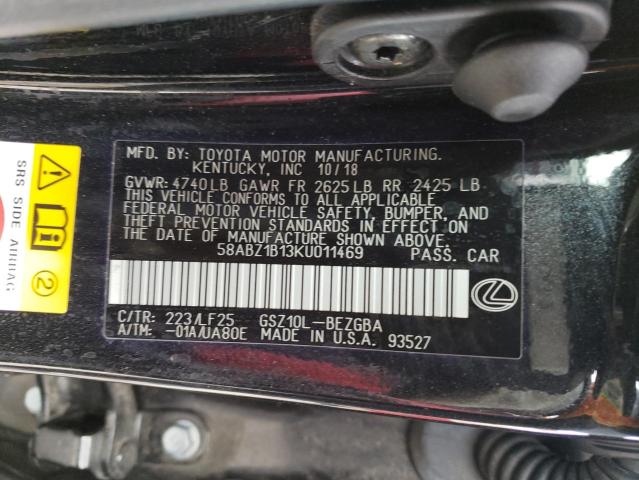 MFD. BY: TOYOTA MOTOR MANUFACTURING.
KENTUCKY, INC 10/18
GVWR: 4740LB GAWR FR 2625LB RR 2425 LB
THIS VEHICLE CONFORMS TO ALL APPLICABLE
FEDERAL MOTOR VEHICLE SAFETY, BUMPER, AND
THEFT PREVENTION STANDARDS IN EFFECT ON
THE DATE OF MANUFACTURE SHOWN ABOVE.
58ABZ1B13KU011469 PASS. CAR
C/TR: 223/LF25 GSZ10L-BEZGBA
A/TM: -01A/UA80E MADE IN U.S.A. 93527
SRS SIDE AIRBAG